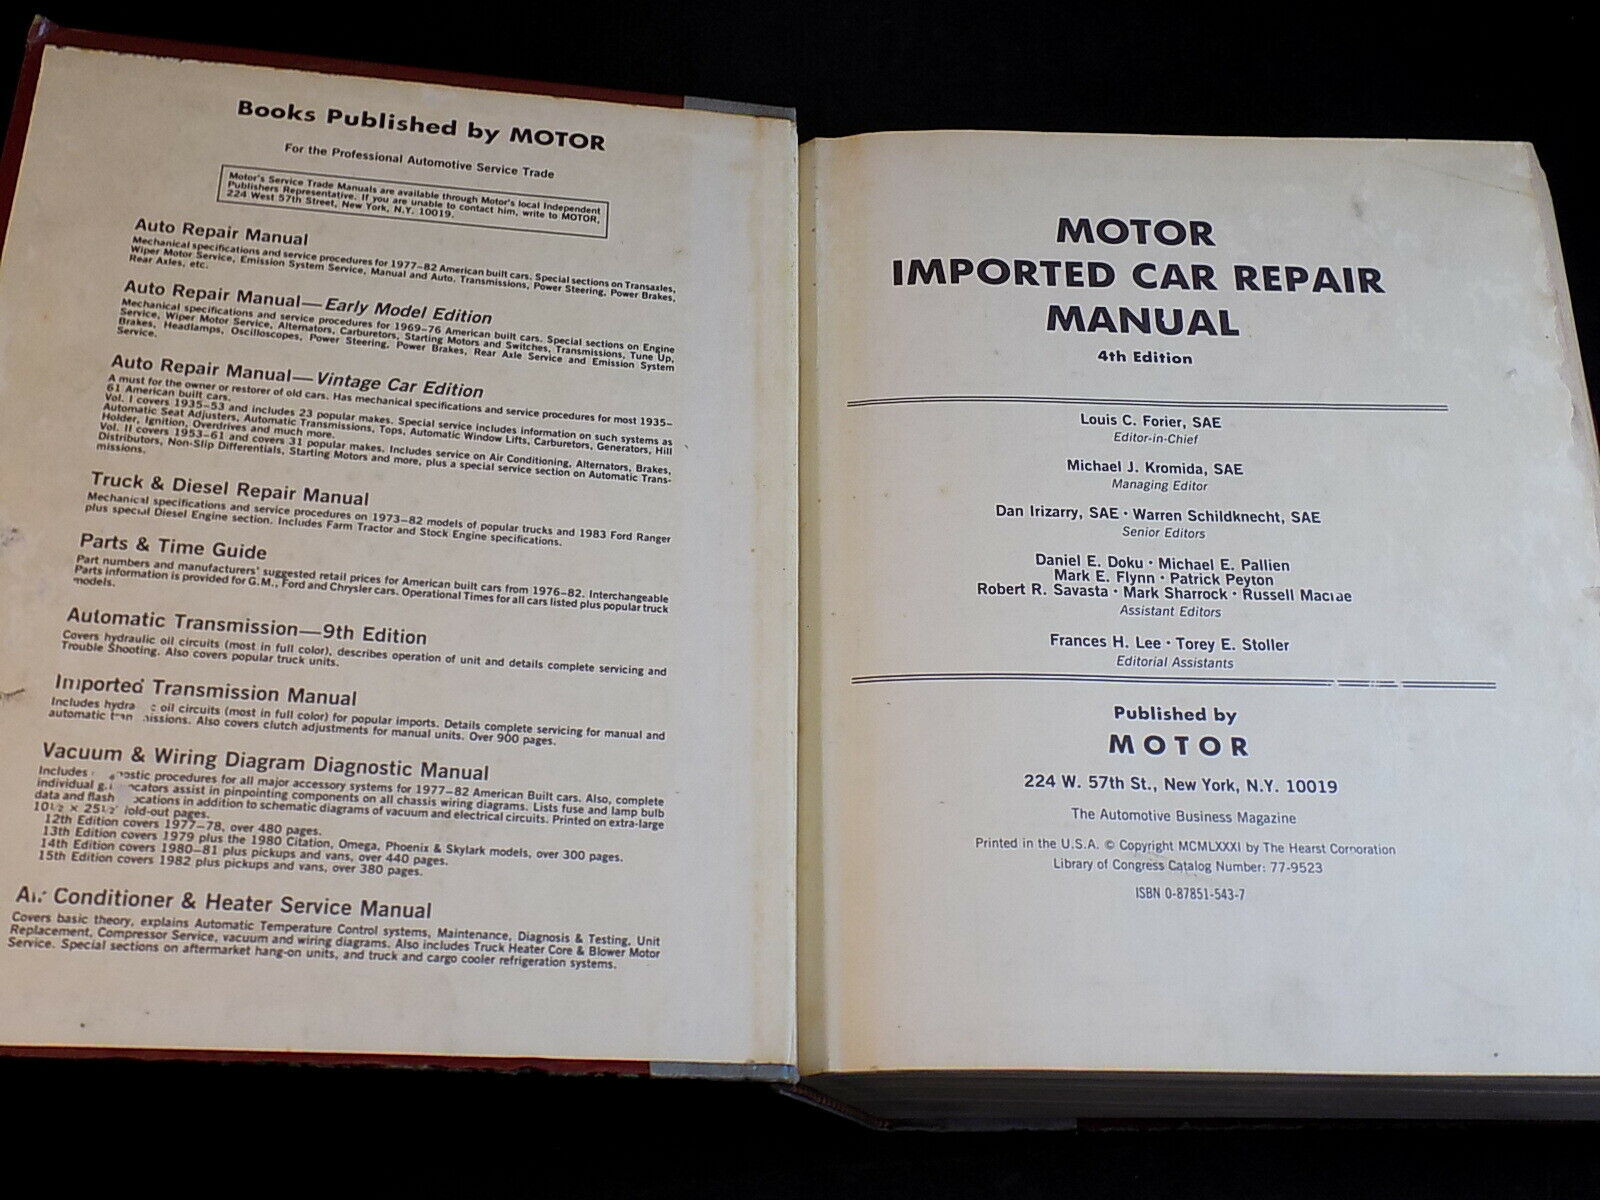 Books Published by MOTOR
For the Professional Automotive Service Trade
Motor's Service Trade Manuals are available through Motor's local Independent
Publishers Representative. If you are unable to contact him, write to MOTOR,
224 West 57th Street, New York, N.Y. 10019.
Auto Repair Manual
Mechanical specifications and service procedures for 1977–82 American built cars. Special sections on Transaxles,
Wiper Motor Service, Emission System Service, Manual and Auto, Transmissions, Power Steering, Power Brakes,
Rear Axles, etc.
Auto Repair Manual—Early Model Edition
Mechanical specifications and service procedures for 1969–76 American built cars. Special sections on Engine
Service, Wiper Motor Service, Alternators, Carburetors, Starting Motors and Switches, Transmissions, Tune Up,
Brakes, Headlamps, Oscilloscopes, Power Steering, Power Brakes, Rear Axle Service and Emission System
Service.
Auto Repair Manual—Vintage Car Edition
A must for the owner or restorer of old cars. Has mechanical specifications and service procedures for most 1935–
61 American built cars.
Vol. I covers 1935–53 and includes 23 popular makes. Special service includes information on such systems as
Automatic Seat Adjusters, Automatic Transmissions, Tops, Automatic Window Lifts, Carburetors, Generators, Hill
Holder, Ignition, Overdrives and much more.
Vol. II covers 1953–61 and covers 31 popular makes. Includes service on Air Conditioning, Alternators, Brakes,
Distributors, Non-Slip Differentials, Starting Motors and more, plus a special service section on Automatic Trans-
missions.
Truck & Diesel Repair Manual
Mechanical specifications and service procedures on 1973–82 models of popular trucks and 1983 Ford Ranger
plus special Diesel Engine section. Includes Farm Tractor and Stock Engine specifications.
Parts & Time Guide
Part numbers and manufacturers' suggested retail prices for American built cars from 1976–82. Interchangeable
Parts information is provided for G.M., Ford and Chrysler cars. Operational Times for all cars listed plus popular truck
models.
Automatic Transmission—9th Edition
Covers hydraulic oil circuits (most in full color), describes operation of unit and details complete servicing and
Trouble Shooting. Also covers popular truck units.
Imported Transmission Manual
Includes oil circuits (most in full color) for popular imports. Details complete servicing for manual and
automatic Also covers clutch adjustments for manual units. Over 900 pages.
Vacuum & Wiring Diagram Diagnostic Manual
Includes procedures for all major accessory systems for 1977–82 American Built cars. Also, complete
individual assist in pinpointing components on all chassis wiring diagrams. Lists fuse and lamp bulb
data and flash in addition to schematic diagrams of vacuum and electrical circuits. Printed on extra-large
10½ × 25½" fold-out pages.
12th Edition covers 1977–78, over 480 pages.
13th Edition covers 1979 plus the 1980 Citation, Omega, Phoenix & Skylark models, over 300 pages.
14th Edition covers 1980–81 plus pickups and vans, over 440 pages.
15th Edition covers 1982 plus pickups and vans, over 380 pages.
Air Conditioner & Heater Service Manual
Covers basic theory, explains Automatic Temperature Control systems, Maintenance, Diagnosis & Testing, Unit
Replacement, Compressor Service, vacuum and wiring diagrams. Also includes Truck Heater Core & Blower Motor
Service. Special sections on aftermarket hang-on units, and truck and cargo cooler refrigeration systems.
MOTOR
IMPORTED CAR REPAIR
MANUAL
4th Edition
Louis C. Forier, SAE
Editor-in-Chief
Michael J. Kromida, SAE
Managing Editor
Dan Irizarry, SAE • Warren Schildknecht, SAE
Senior Editors
Daniel E. Doku • Michael E. Pallien
Mark E. Flynn • Patrick Peyton
Robert R. Savasta • Mark Sharrock • Russell
Assistant Editors
Frances H. Lee • Torey E. Stoller
Editorial Assistants
Published by
MOTOR
224 W. 57th St., New York, N.Y. 10019
The Automotive Business Magazine
Printed in the U.S.A. © Copyright MCMLXXXI by The Hearst Corporation
Library of Congress Catalog Number: 77-9523
ISBN 0-87851-543-7